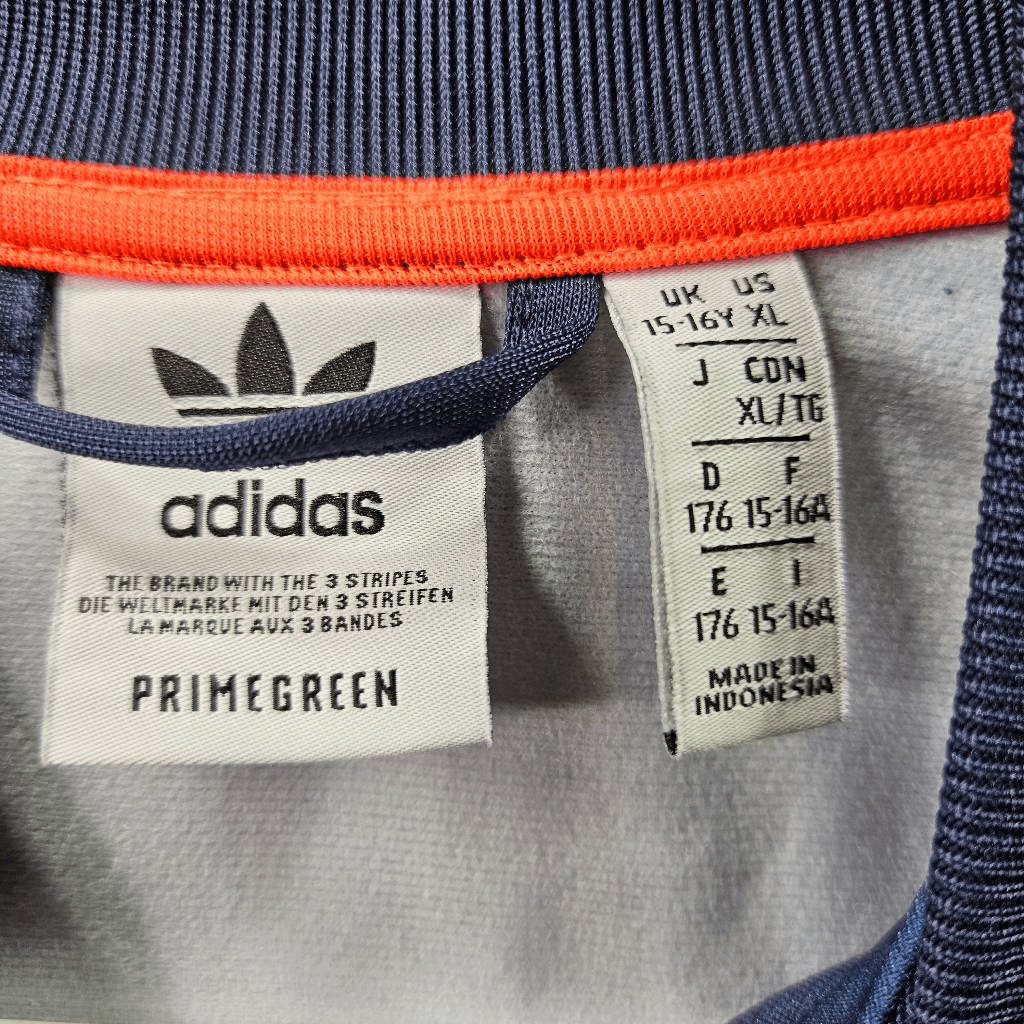 adidas
THE BRAND WITH THE 3 STRIPES
DIE WELTMARKE MIT DEN 3 STREIFEN
LA MARQUE AUX 3 BANDES
PRIMEGREEN
UK US
15-16Y XL
J CDN
XL/TG
D F
176 15-16A
E I
176 15-16A
MADE IN
INDONESIA